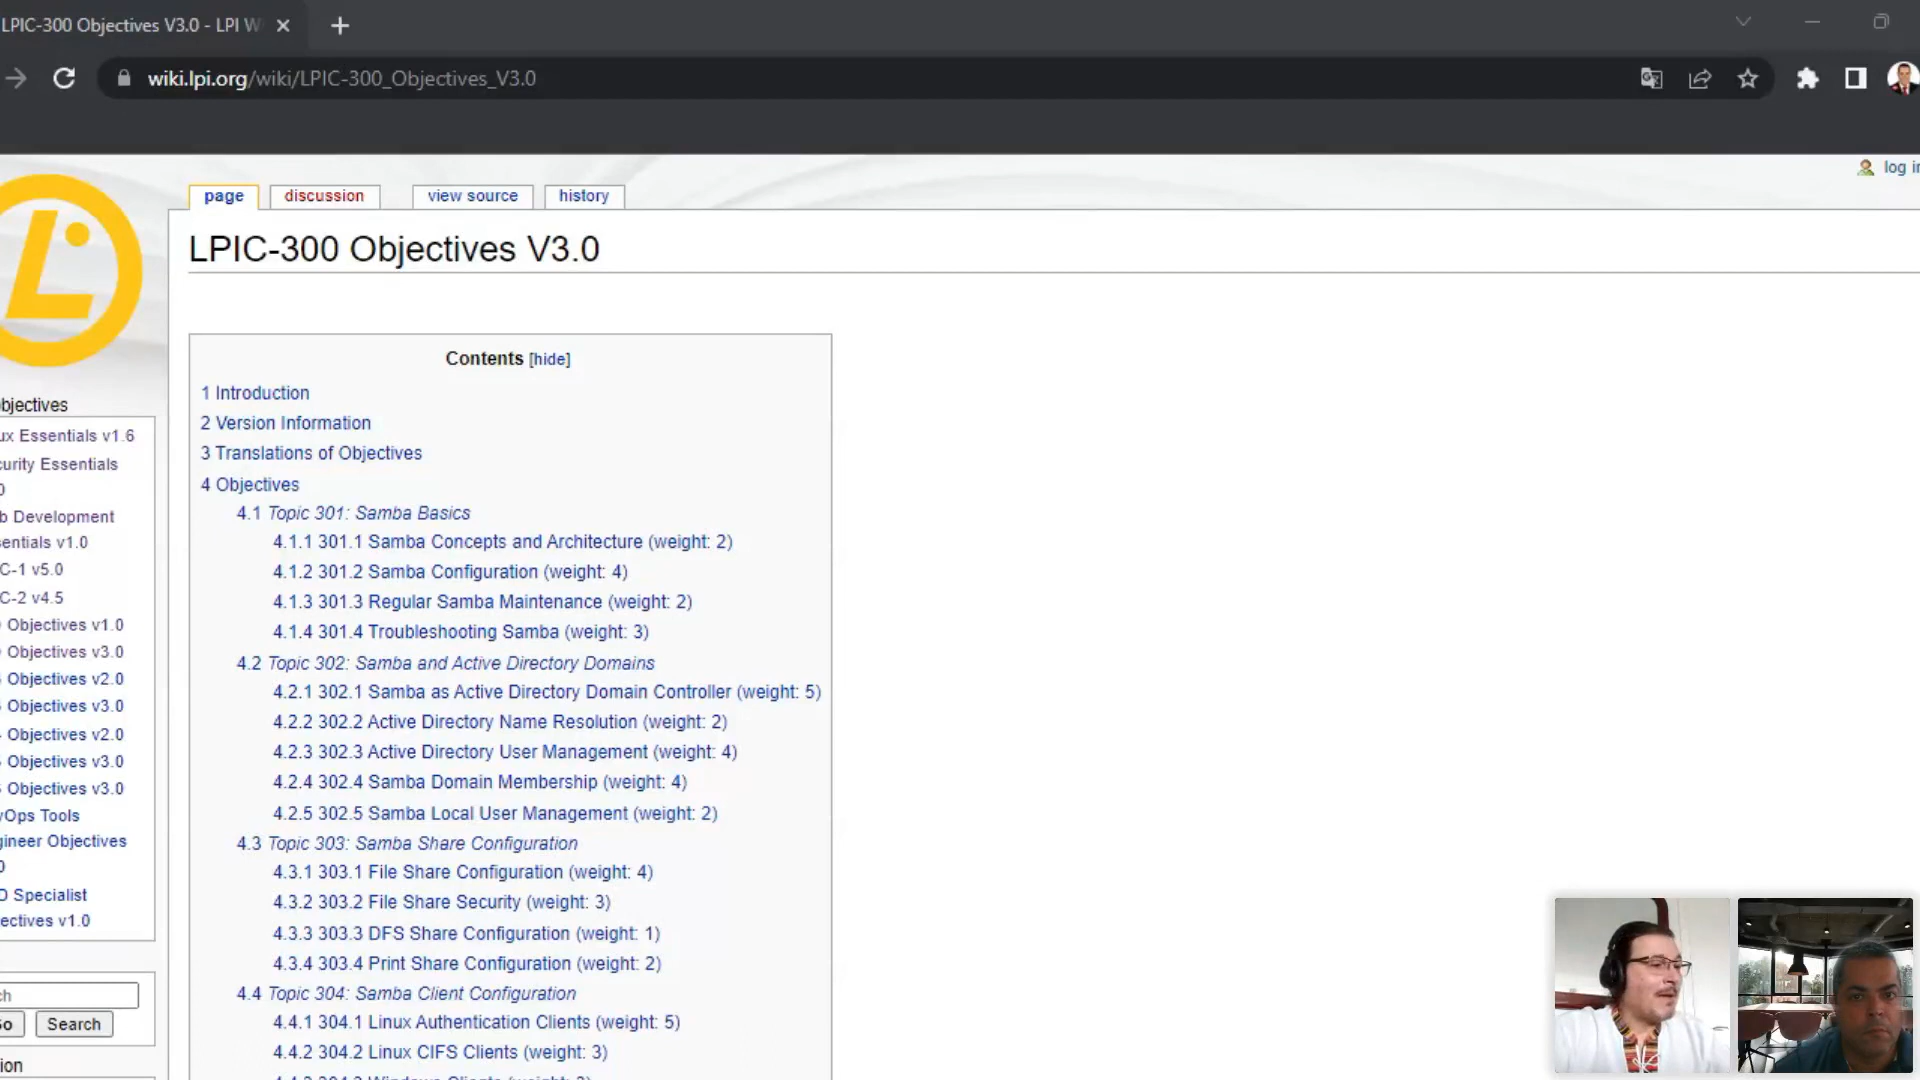 LPIC-300 Objectives V3.0 - LPI W
wiki.lpi.org/wiki/LPIC-300_Objectives_V3.0
log in
page
discussion
view source
history
LPIC-300 Objectives V3.0
Contents [hide]
1 Introduction
2 Version Information
3 Translations of Objectives
4 Objectives
4.1 Topic 301: Samba Basics
4.1.1 301.1 Samba Concepts and Architecture (weight: 2)
4.1.2 301.2 Samba Configuration (weight: 4)
4.1.3 301.3 Regular Samba Maintenance (weight: 2)
4.1.4 301.4 Troubleshooting Samba (weight: 3)
4.2 Topic 302: Samba and Active Directory Domains
4.2.1 302.1 Samba as Active Directory Domain Controller (weight: 5)
4.2.2 302.2 Active Directory Name Resolution (weight: 2)
4.2.3 302.3 Active Directory User Management (weight: 4)
4.2.4 302.4 Samba Domain Membership (weight: 4)
4.2.5 302.5 Samba Local User Management (weight: 2)
4.3 Topic 303: Samba Share Configuration
4.3.1 303.1 File Share Configuration (weight: 4)
4.3.2 303.2 File Share Security (weight: 3)
4.3.3 303.3 DFS Share Configuration (weight: 1)
4.3.4 303.4 Print Share Configuration (weight: 2)
4.4 Topic 304: Samba Client Configuration
4.4.1 304.1 Linux Authentication Clients (weight: 5)
4.4.2 304.2 Linux CIFS Clients (weight: 3)
bjectives
ux Essentials v1.6
curity Essentials
0
b Development
entials v1.0
C-1 v5.0
C-2 v4.5
Objectives v1.0
Objectives v3.0
Objectives v2.0
Objectives v3.0
Objectives v2.0
Objectives v3.0
Objectives v3.0
vOps Tools
gineer Objectives
0
D Specialist
ectives v1.0
ch
Go
Search
ion